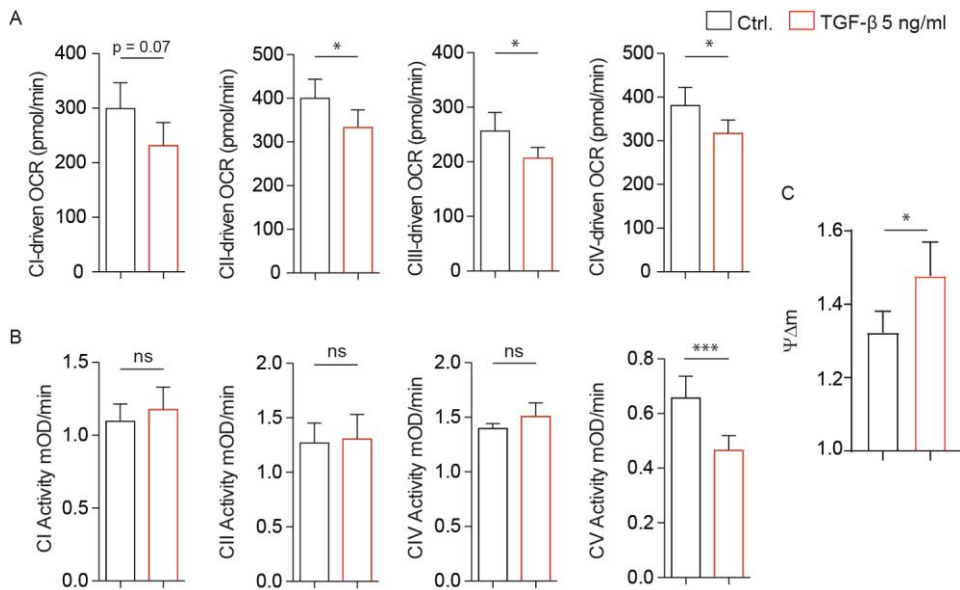 A
Ctrl.
TGF-β 5 ng/ml
CI-driven OCR (pmol/min)
400
300
200
100
0
p = 0.07
CII-driven OCR (pmol/min)
500
400
300
200
100
0
*
CIII-driven OCR (pmol/min)
400
300
200
100
0
*
CIV-driven OCR (pmol/min)
500
400
300
200
100
0
*
B
CI Activity mOD/min
1.5
1.0
0.5
0.0
ns
CII Activity mOD/min
2.0
1.5
1.0
0.5
0.0
ns
CIV Activity mOD/min
2.0
1.5
1.0
0.5
0.0
ns
CV Activity mOD/min
0.8
0.6
0.4
0.2
0.0
***
C
ΨΔm
1.6
1.4
1.2
1.0
*